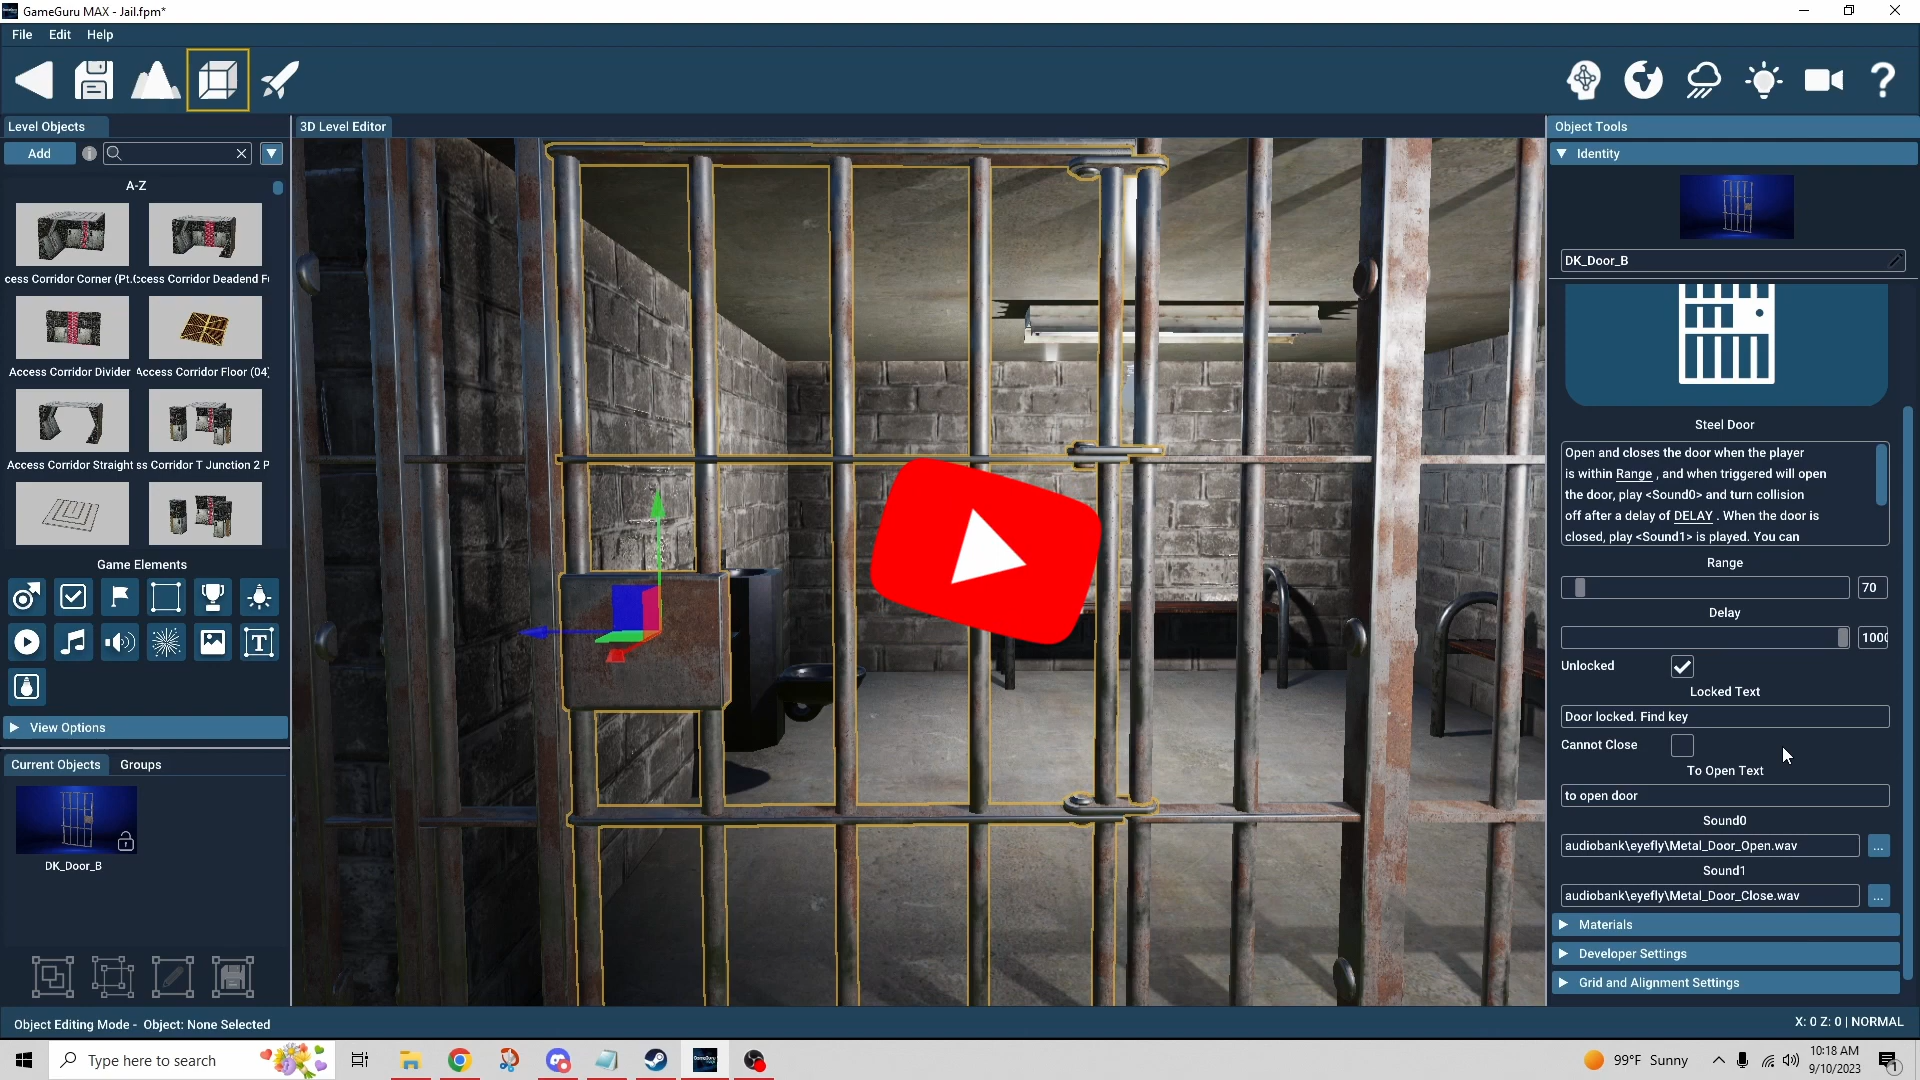 GameGuru MAX - Jail.fpm*
File Edit Help
Level Objects
3D Level Editor
Object Tools
Add
Identity
A-Z
DK_Door_B
cess Corridor Corner (Pt.
Access Corridor Divider
Access Corridor Floor (04)
Access Corridor Straight
ss Corridor T Junction 2 P
Game Elements
View Options
Current Objects Groups
DK_Door_B
Steel Door
Open and closes the door when the player
is within Range , and when triggered will open
the door, play <Sound0> and turn collision
off after a delay of DELAY . When the door is
closed, play <Sound1> is played. You can
Range
70
Delay
1000
Unlocked
Locked Text
Door locked. Find key
Cannot Close
To Open Text
to open door
Sound0
audiobank\eyefly\Metal_Door_Open.wav
...
Sound1
audiobank\eyefly\Metal_Door_Close.wav
...
Materials
Developer Settings
Grid and Alignment Settings
Object Editing Mode - Object: None Selected
X: 0 Z: 0 | NORMAL
Type here to search
99°F Sunny
10:18 AM
9/10/2023
1